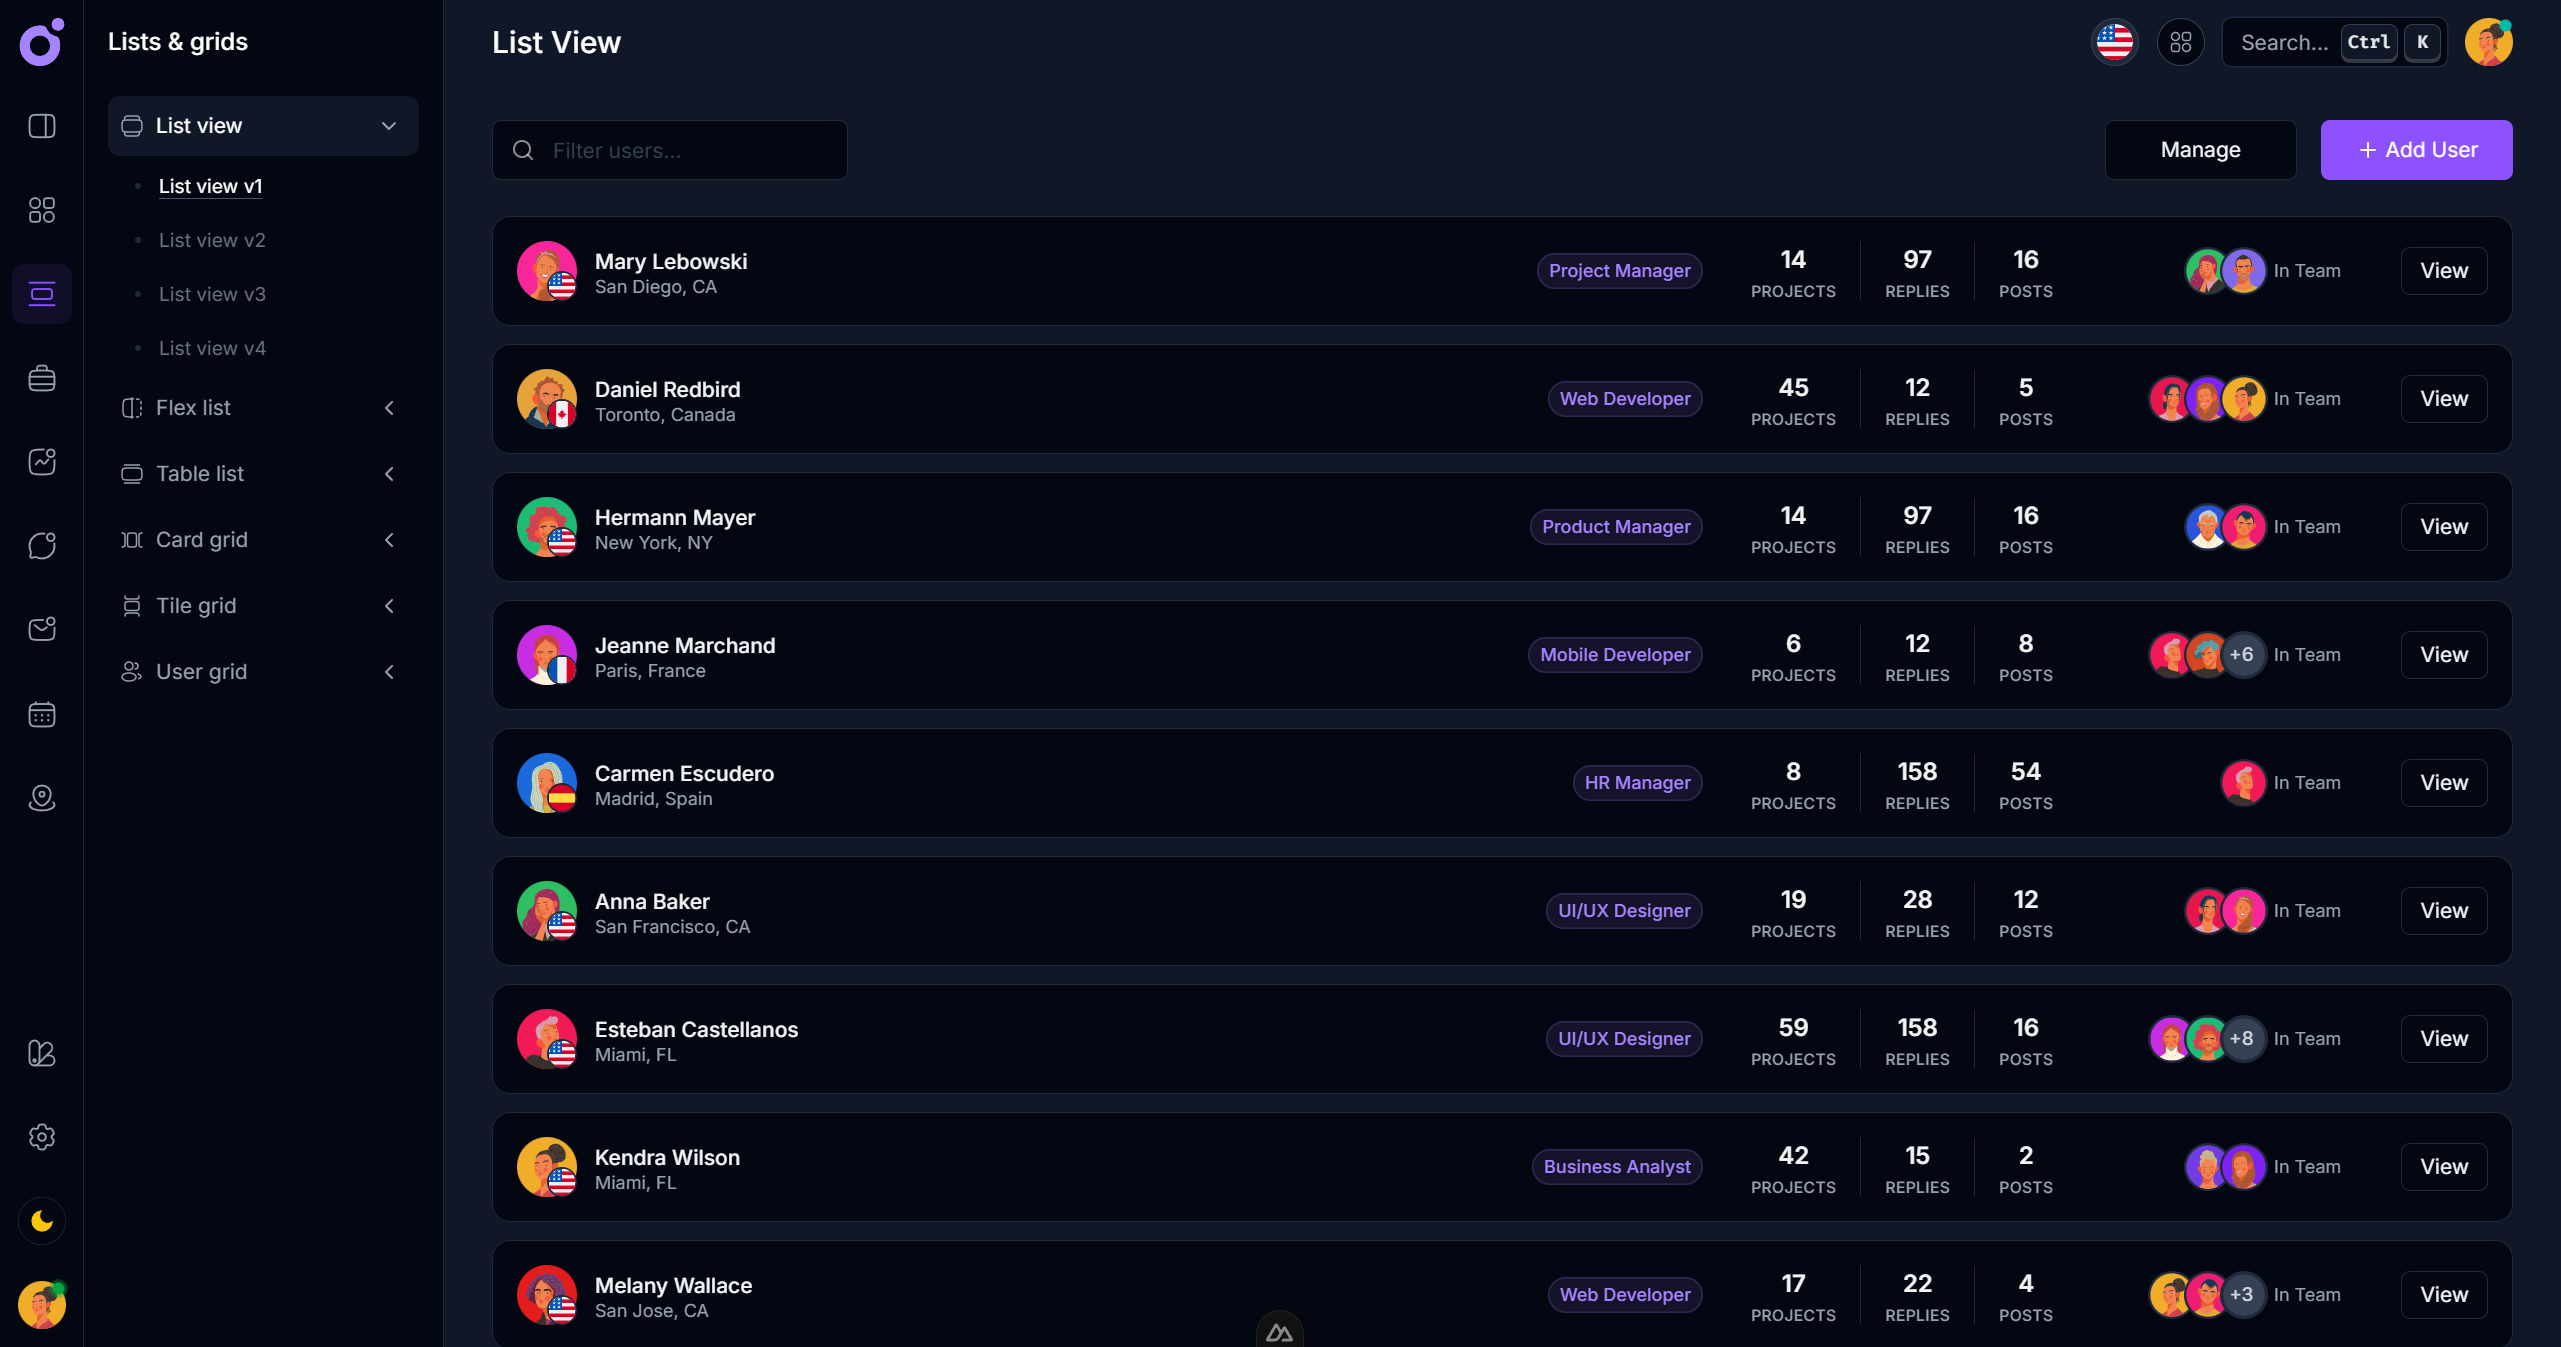 Lists & grids
List view
List view v1
List view v2
List view v3
List view v4
Flex list
Table list
Card grid
Tile grid
User grid
List View
Search...
Ctrl
K
Filter users...
Manage
+ Add User
Mary Lebowski
San Diego, CA
Project Manager
14
PROJECTS
97
REPLIES
16
POSTS
In Team
View
Daniel Redbird
Toronto, Canada
Web Developer
45
PROJECTS
12
REPLIES
5
POSTS
In Team
View
Hermann Mayer
New York, NY
Product Manager
14
PROJECTS
97
REPLIES
16
POSTS
In Team
View
Jeanne Marchand
Paris, France
Mobile Developer
6
PROJECTS
12
REPLIES
8
POSTS
+6
In Team
View
Carmen Escudero
Madrid, Spain
HR Manager
8
PROJECTS
158
REPLIES
54
POSTS
In Team
View
Anna Baker
San Francisco, CA
UI/UX Designer
19
PROJECTS
28
REPLIES
12
POSTS
In Team
View
Esteban Castellanos
Miami, FL
UI/UX Designer
59
PROJECTS
158
REPLIES
16
POSTS
+8
In Team
View
Kendra Wilson
Miami, FL
Business Analyst
42
PROJECTS
15
REPLIES
2
POSTS
In Team
View
Melany Wallace
San Jose, CA
Web Developer
17
PROJECTS
22
REPLIES
4
POSTS
+3
In Team
View